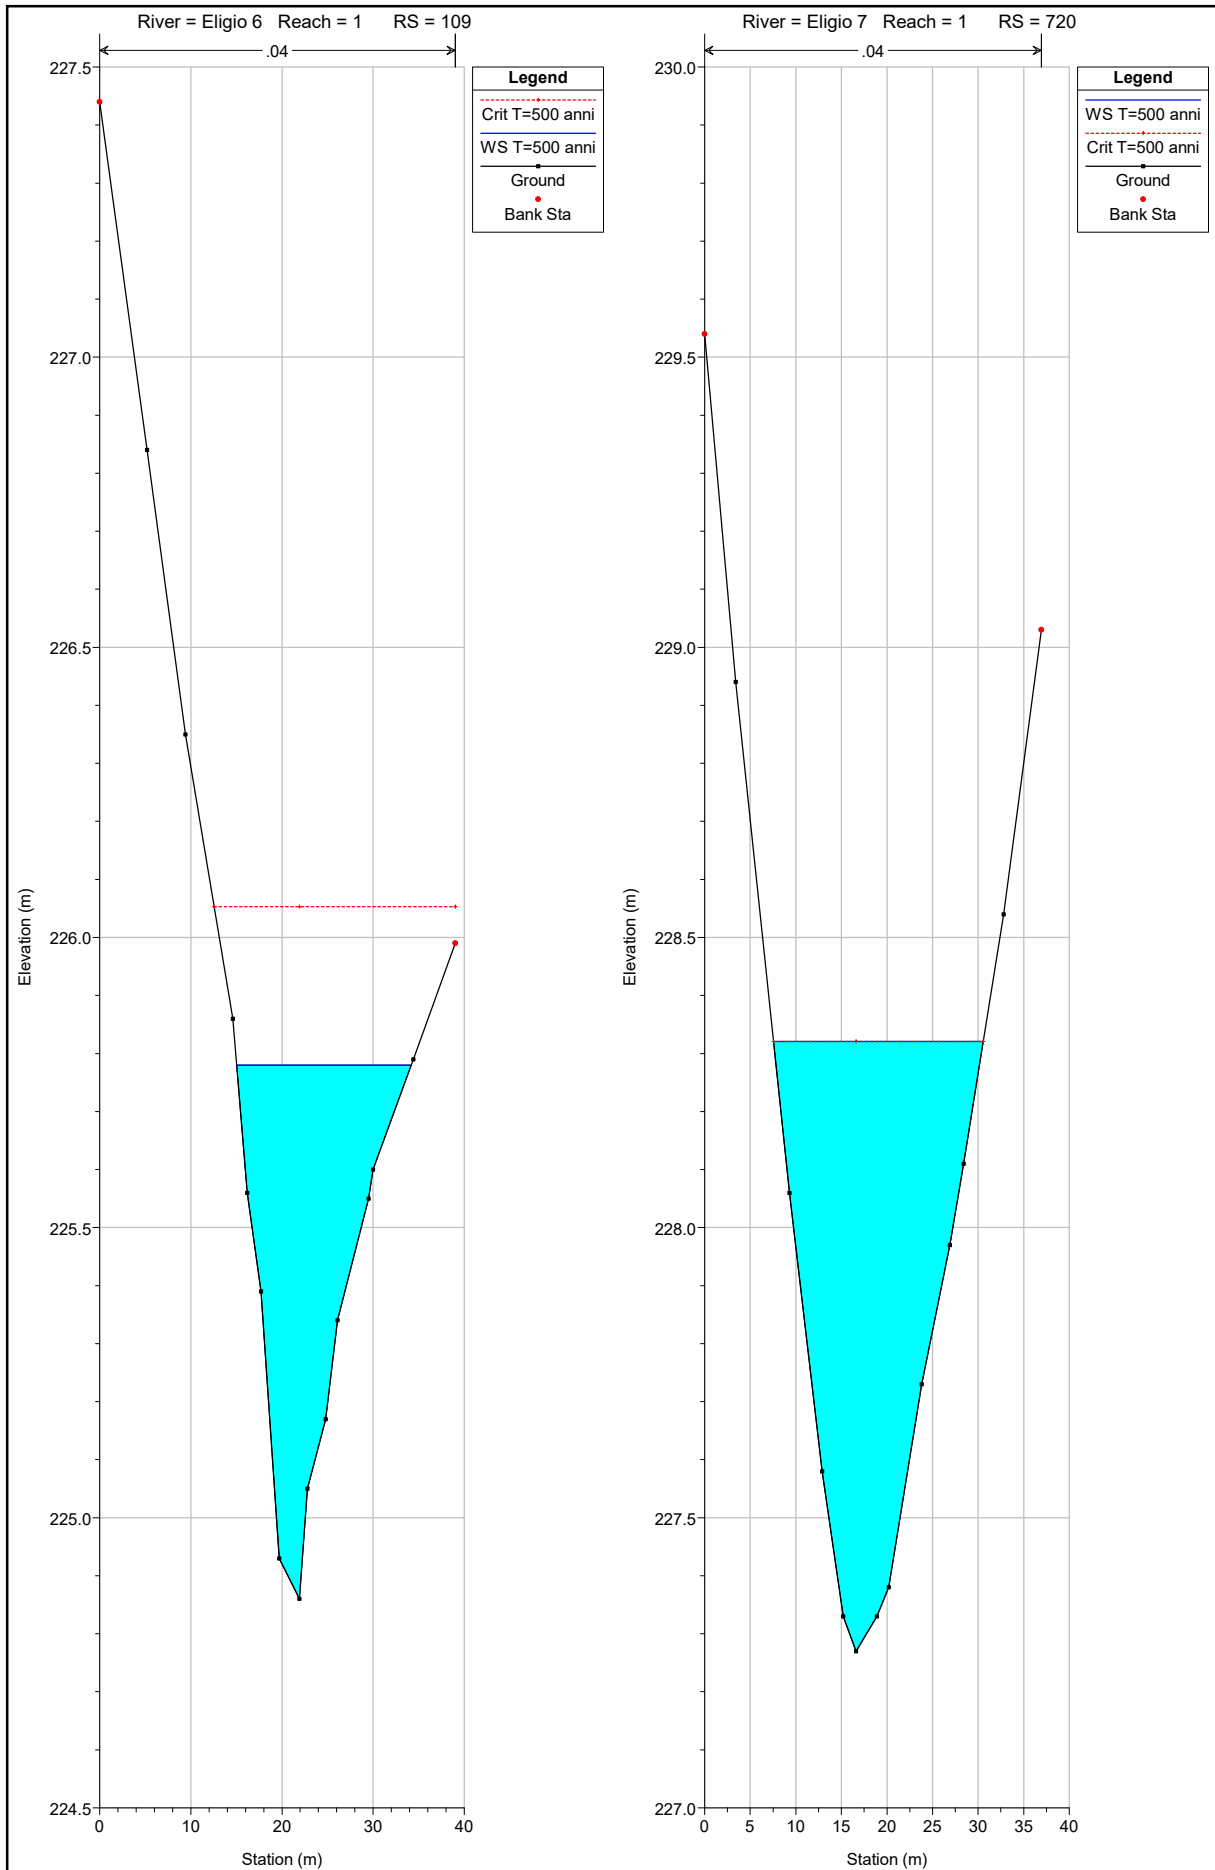 River = Eligio 6 Reach = 1 RS = 109
.04
227.5
227.0
226.5
226.0
225.5
225.0
224.5
Elevation (m)
0
10
20
30
40
Station (m)
Legend
Crit T=500 anni
WS T=500 anni
Ground
Bank Sta
River = Eligio 7 Reach = 1 RS = 720
.04
230.0
229.5
229.0
228.5
228.0
227.5
227.0
Elevation (m)
0
5
10
15
20
25
30
35
40
Station (m)
Legend
WS T=500 anni
Crit T=500 anni
Ground
Bank Sta